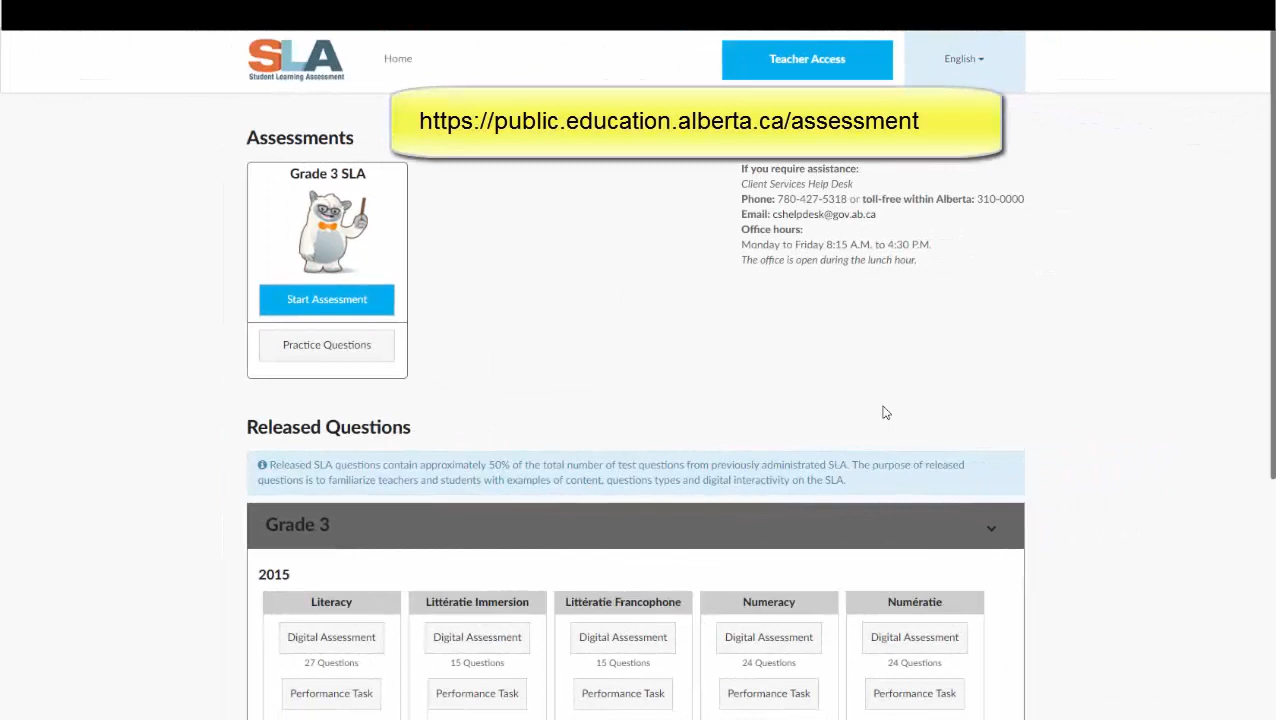 SLA
Student Learning Assessment
Home
Teacher Access
English
https://public.education.alberta.ca/assessment
Assessments
Grade 3 SLA
Start Assessment
Practice Questions
If you require assistance:
Client Services Help Desk
Phone: 780-427-5318 or toll-free within Alberta: 310-0000
Email: cshelpdesk@gov.ab.ca
Office hours:
Monday to Friday 8:15 A.M. to 4:30 P.M.
The office is open during the lunch hour.
Released Questions
Released SLA questions contain approximately 50% of the total number of test questions from previously administrated SLA. The purpose of released
questions is to familiarize teachers and students with examples of content, questions types and digital interactivity on the SLA.
Grade 3
2015
Literacy Littératie Immersion Littératie Francophone Numeracy Numératie
Digital Assessment Digital Assessment Digital Assessment Digital Assessment Digital Assessment
27 Questions 15 Questions 15 Questions 24 Questions 24 Questions
Performance Task Performance Task Performance Task Performance Task Performance Task